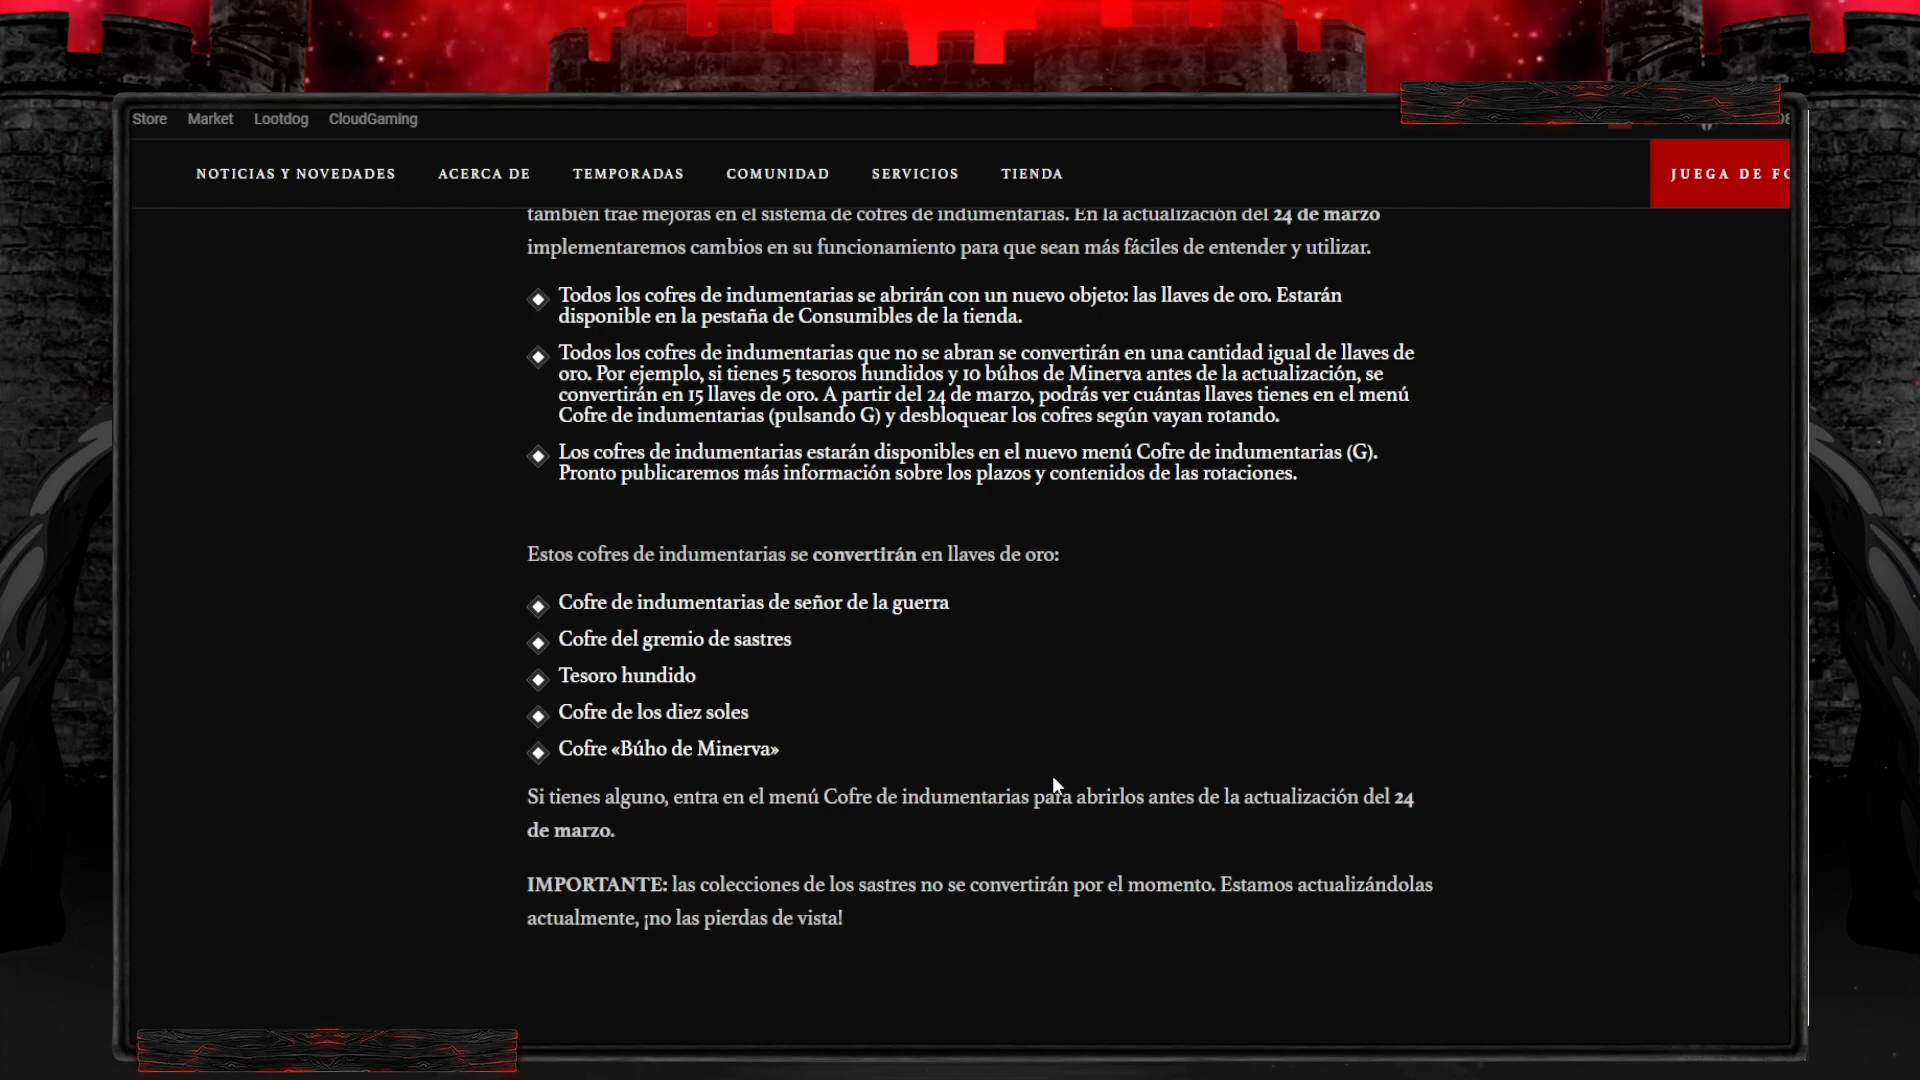 Store Market Lootdog CloudGaming
NOTICIAS Y NOVEDADES ACERCA DE TEMPORADAS COMUNIDAD SERVICIOS TIENDA JUEGA DE
también trae mejoras en el sistema de cofres de indumentarias. En la actualización del 24 de marzo
implementaremos cambios en su funcionamiento para que sean más fáciles de entender y utilizar.
Todos los cofres de indumentarias se abrirán con un nuevo objeto: las llaves de oro. Estarán
disponible en la pestaña de Consumibles de la tienda.
Todos los cofres de indumentarias que no se abran se convertirán en una cantidad igual de llaves de
oro. Por ejemplo, si tienes 5 tesoros hundidos y 10 búhos de Minerva antes de la actualización, se
convertirán en 15 llaves de oro. A partir del 24 de marzo, podrás ver cuántas llaves tienes en el menú
Cofre de indumentarias (pulsando G) y desbloquear los cofres según vayan rotando.
Los cofres de indumentarias estarán disponibles en el nuevo menú Cofre de indumentarias (G).
Pronto publicaremos más información sobre los plazos y contenidos de las rotaciones.
Estos cofres de indumentarias se convertirán en llaves de oro:
Cofre de indumentarias de señor de la guerra
Cofre del gremio de sastres
Tesoro hundido
Cofre de los diez soles
Cofre «Búho de Minerva»
Si tienes alguno, entra en el menú Cofre de indumentarias para abrirlos antes de la actualización del 24
de marzo.
IMPORTANTE: las colecciones de los sastres no se convertirán por el momento. Estamos actualizándolas
actualmente, ¡no las pierdas de vista!